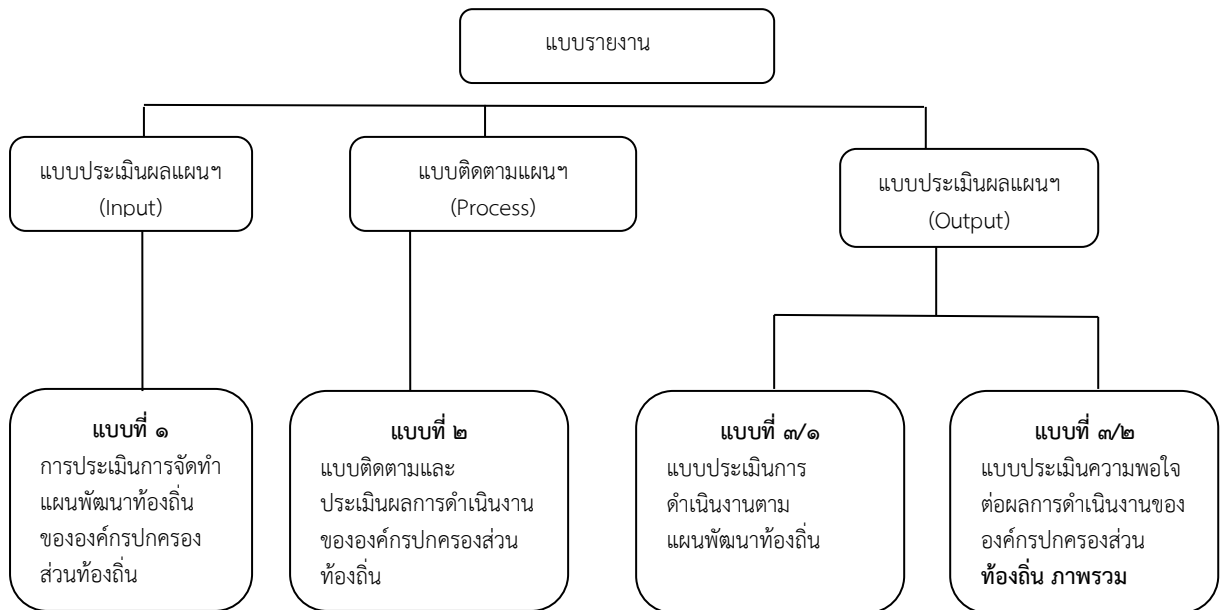 แบบรายงาน
แบบประเมินผลแผนฯ
(Input)
แบบติดตามแผนฯ
(Process)
แบบประเมินผลแผนฯ
(Output)
แบบที่ ๑
การประเมินการจัดทำ
แผนพัฒนาท้องถิ่น
ขององค์กรปกครอง
ส่วนท้องถิ่น
แบบที่ ๒
แบบติดตามและ
ประเมินผลการดำเนินงาน
ขององค์กรปกครองส่วน
ท้องถิ่น
แบบที่ ๓/๑
แบบประเมินการ
ดำเนินงานตาม
แผนพัฒนาท้องถิ่น
แบบที่ ๓/๒
แบบประเมินความพอใจ
ต่อผลการดำเนินงานของ
องค์กรปกครองส่วน
ท้องถิ่น ภาพรวม